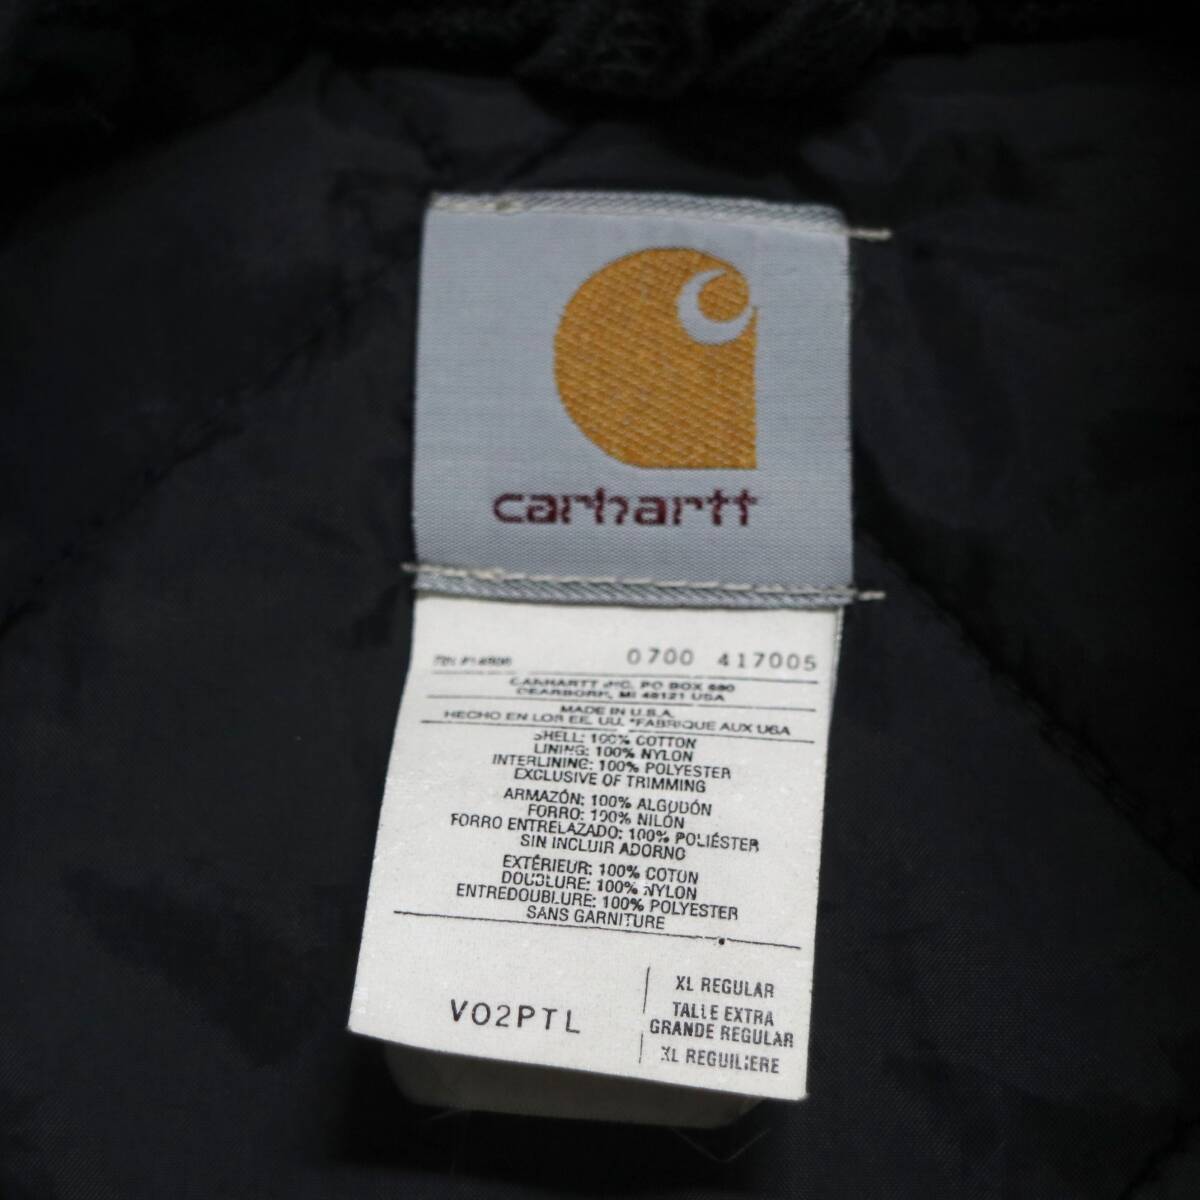 carhartt
0700 417005
CARHARTT INC. PO BOX 680
DEARBORN, MI 48121 USA
MADE IN U.S.A.
HECHO EN LOS EE. UU. *FABRIQUE AUX USA
SHELL: 100% COTTON
LINING: 100% NYLON
INTERLINING: 100% POLYESTER
EXCLUSIVE OF TRIMMING
ARMAZÓN: 100% ALGODÓN
FORRO: 100% NILÓN
FORRO ENTRELAZADO: 100% POLIÉSTER
SIN INCLUIR ADORNO
EXTÉRIEUR: 100% COTON
DOUBLURE: 100% NYLON
ENTREDOUBLURE: 100% POLYESTER
SANS GARNITURE
V02PTL
XL REGULAR
TALLE EXTRA
GRANDE REGULAR
XL REGUILIERE